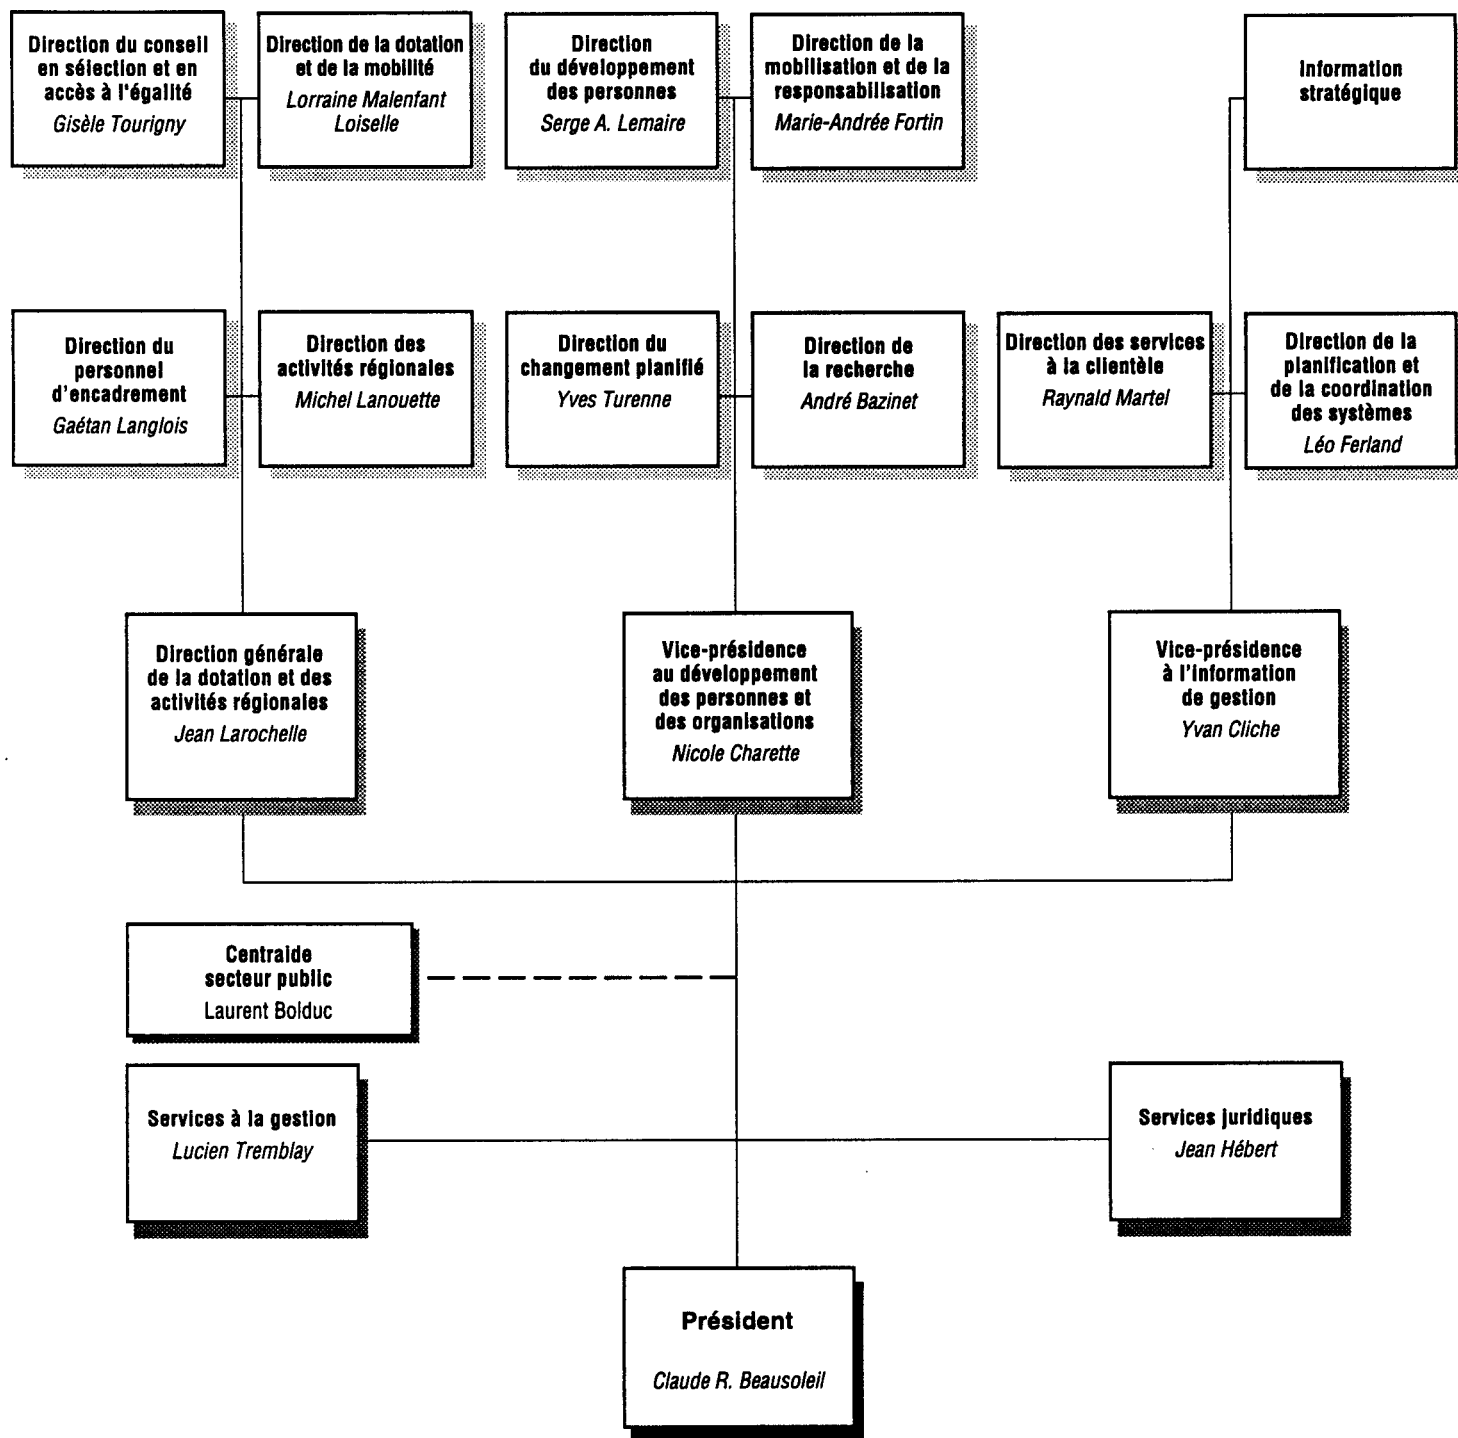 Direction du conseil
en sélection et en
accès à l'égalité
Gisèle Tourigny
Direction de la dotation
et de la mobilité
Lorraine Malenfant
Loiselle
Direction
du développement
des personnes
Serge A. Lemaire
Direction de la
mobilisation et de la
responsabilisation
Marie-Andrée Fortin
Information
stratégique
Direction du
personnel
d'encadrement
Gaétan Langlois
Direction des
activités régionales
Michel Lanouette
Direction du
changement planifié
Yves Turenne
Direction de
la recherche
André Bazinet
Direction des services
à la clientèle
Raynald Martel
Direction de la
planification et
de la coordination
des systèmes
Léo Ferland
Direction générale
de la dotation et des
activités régionales
Jean Larochelle
Vice-présidence
au développement
des personnes et
des organisations
Nicole Charette
Vice-présidence
à l'information
de gestion
Yvan Cliche
Centraide
secteur public
Laurent Bolduc
Services à la gestion
Lucien Tremblay
Services juridiques
Jean Hébert
Président
Claude R. Beausoleil